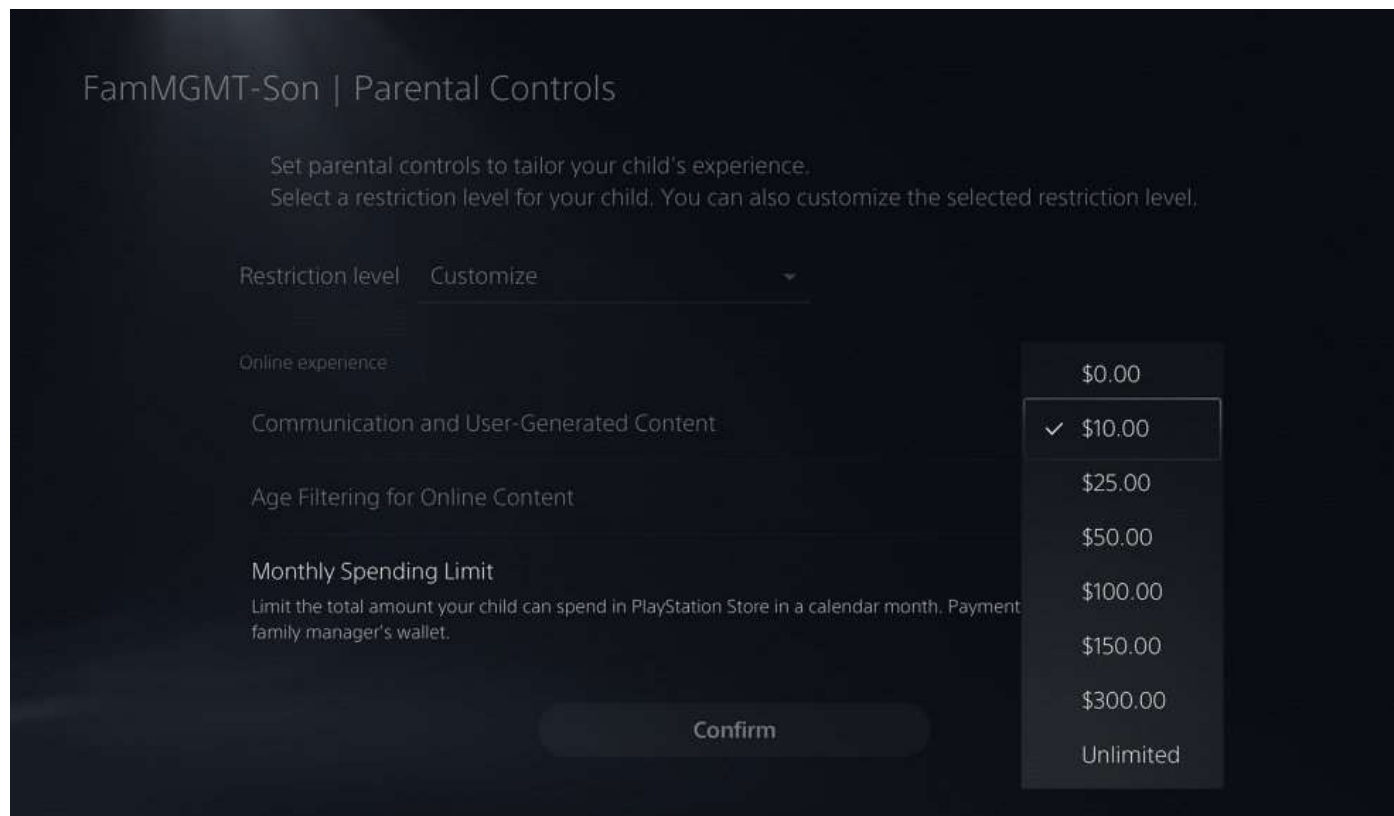 FamMGMT-Son | Parental Controls
Set parental controls to tailor your child's experience.
Select a restriction level for your child. You can also customize the selected restriction level.
Restriction level Customize
Online experience
Communication and User-Generated Content
Age Filtering for Online Content
Monthly Spending Limit
Limit the total amount your child can spend in PlayStation Store in a calendar month. Payment
family manager's wallet.
$0.00
$10.00
$25.00
$50.00
$100.00
$150.00
$300.00
Unlimited
Confirm